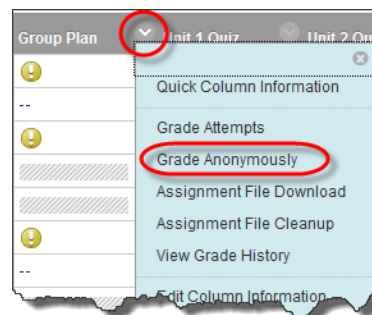 Group Plan
Unit 1 Quiz
Unit 2 Qu
--
--
Quick Column Information
Grade Attempts
Grade Anonymously
Assignment File Download
Assignment File Cleanup
View Grade History
Edit Column Information